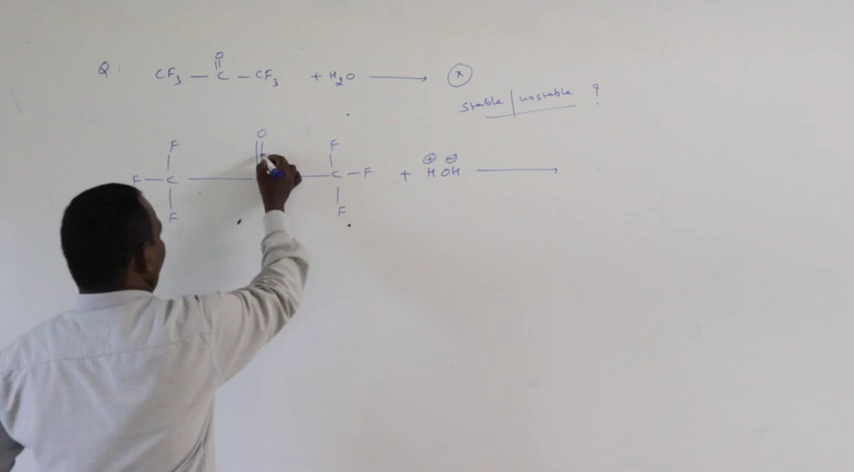 O
Q: CF3 — C — CF3 + H2O ⟶ X
stable | unstable ?
O
F F
F — C — C — F + H⊕ OH⊖ ⟶
F F